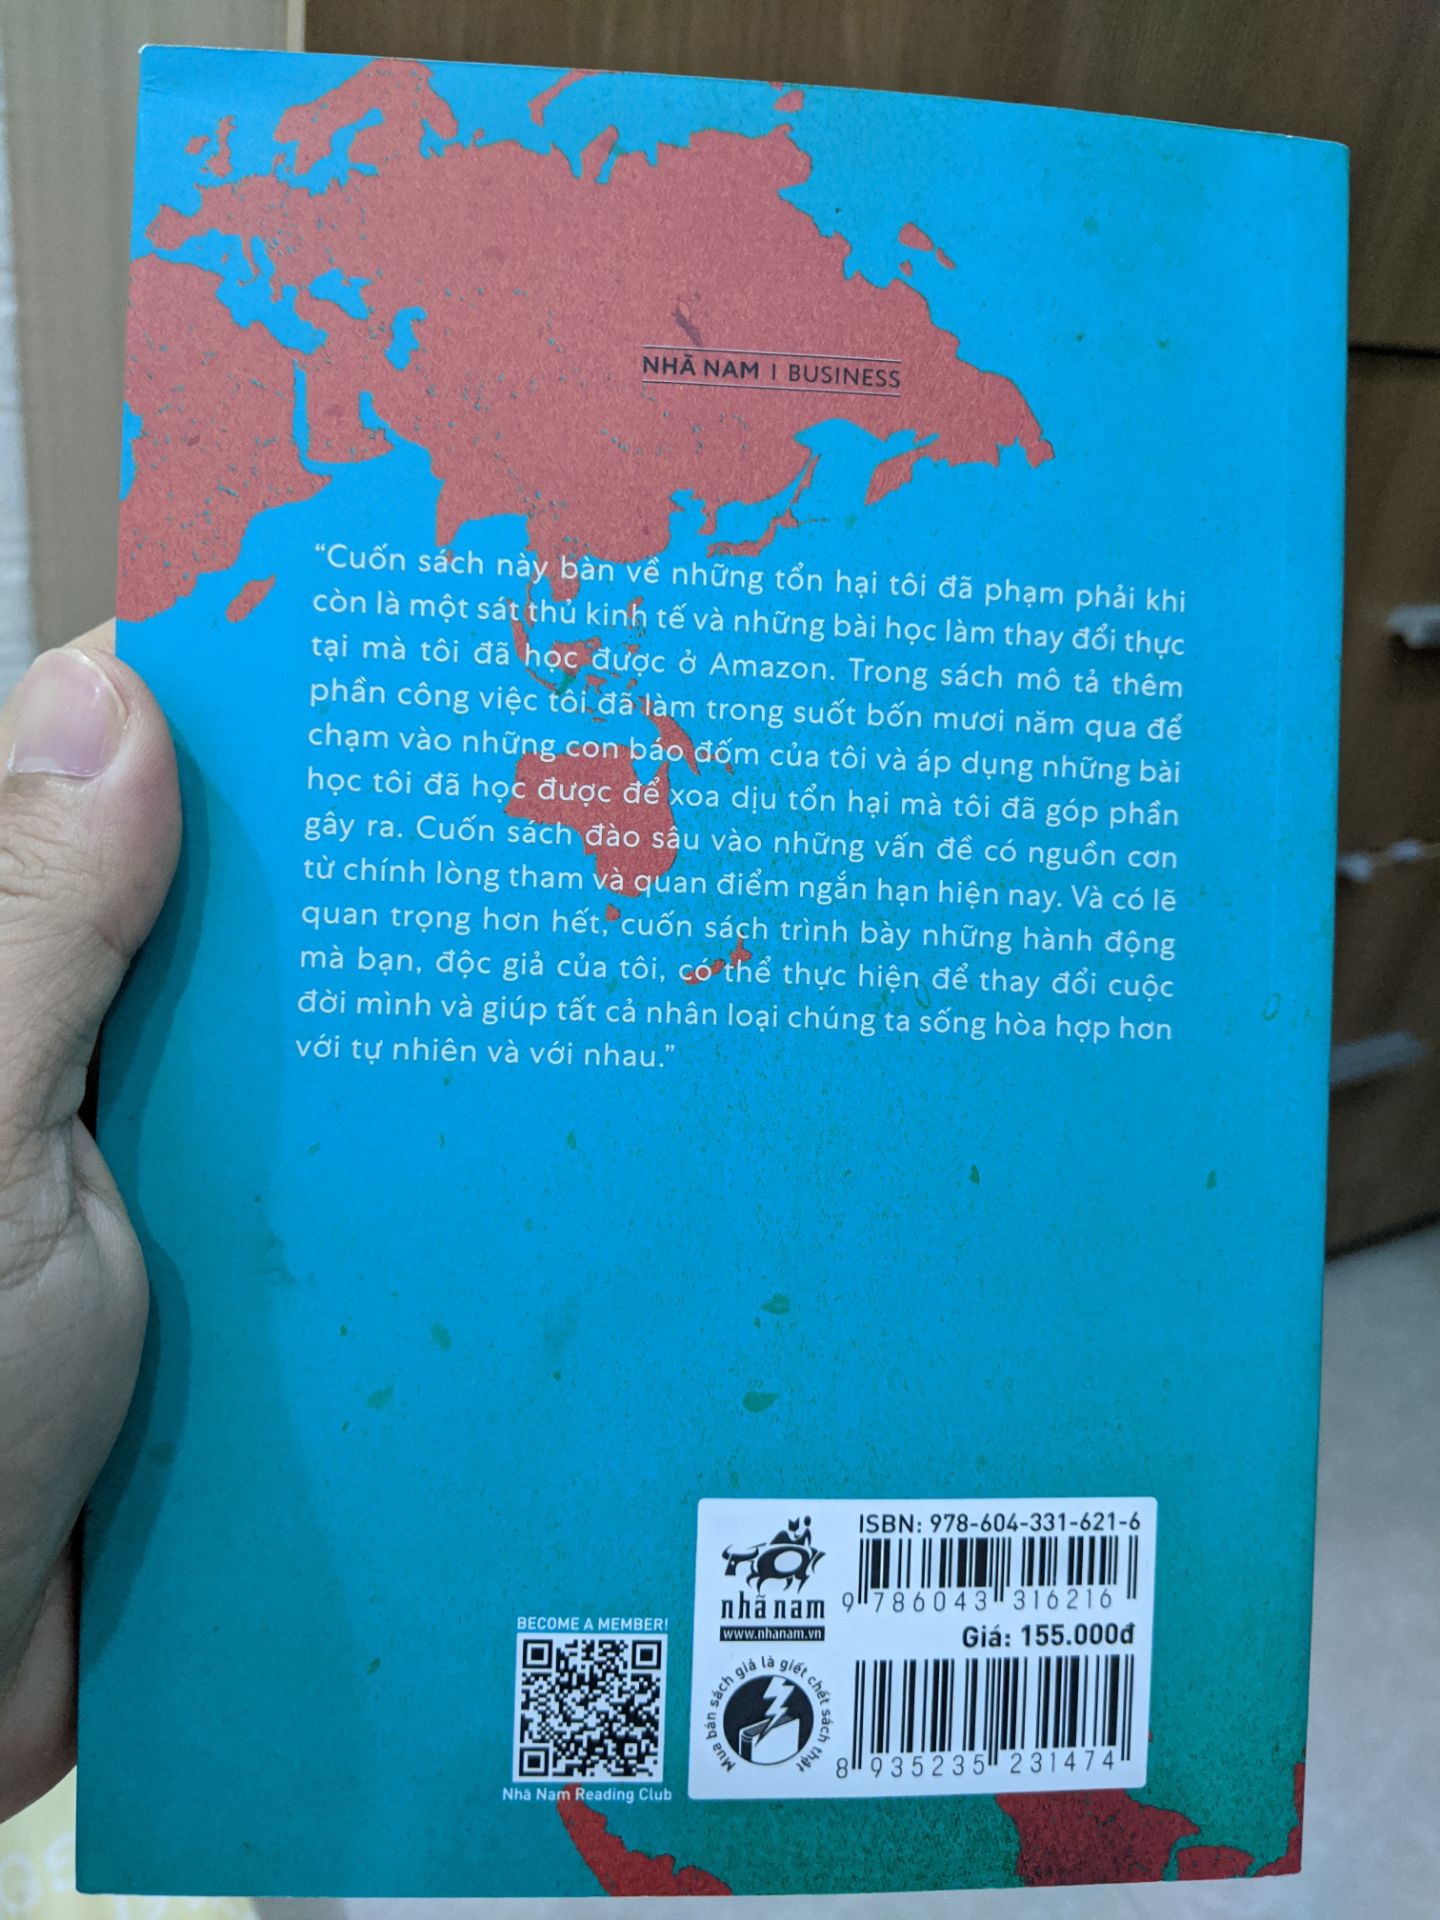 NHÃ NAM | BUSINESS
“Cuốn sách này bàn về những tổn hại tôi đã phạm phải khi
còn là một sát thủ kinh tế và những bài học làm thay đổi thực
tại mà tôi đã học được ở Amazon. Trong sách mô tả thêm
phần công việc tôi đã làm trong suốt bốn mươi năm qua để
chạm vào những con báo đốm của tôi và áp dụng những bài
học tôi đã học được để xoa dịu tổn hại mà tôi đã góp phần
gây ra. Cuốn sách đào sâu vào những vấn đề có nguồn cơn
từ chính lòng tham và quan điểm ngắn hạn hiện nay. Và có lẽ
quan trọng hơn hết, cuốn sách trình bày những hành động
mà bạn, độc giả của tôi, có thể thực hiện để thay đổi cuộc
đời mình và giúp tất cả nhân loại chúng ta sống hòa hợp hơn
với tự nhiên và với nhau.”
BECOME A MEMBER!
Nhã Nam Reading Club
nhã nam
www.nhanam.vn
Mua bán sách giả là giết chết sách thật
ISBN: 978-604-331-621-6
9 786043 316216
Giá: 155.000đ
8 935235 231474